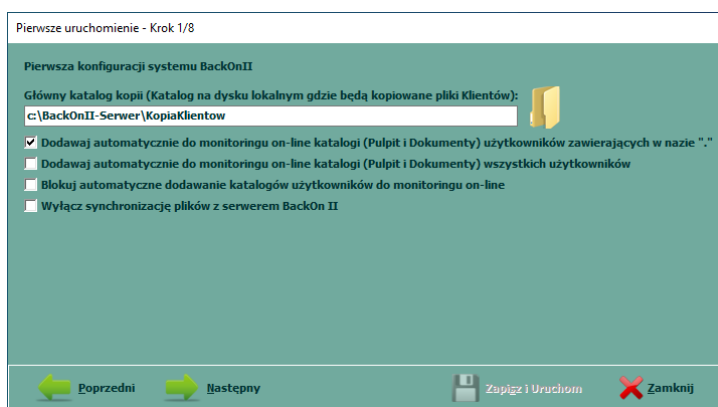 Pierwsze uruchomienie - Krok 1/8
Pierwsza konfiguracji systemu BackOnII
Główny katalog kopii (Katalog na dysku lokalnym gdzie będą kopiowane pliki Klientów):
c:\BackOnII-Serwer\KopiaKlientow
Dodawaj automatycznie do monitoringu on-line katalogi (Pulpit i Dokumenty) użytkowników zawierających w nazie "."
Dodawaj automatycznie do monitoringu on-line katalogi (Pulpit i Dokumenty) wszystkich użytkowników
Blokuj automatyczne dodawanie katalogów użytkowników do monitoringu on-line
Wyłącz synchronizację plików z serwerem BackOn II
Poprzedni Następny Zapisz i Uruchom Zamknij